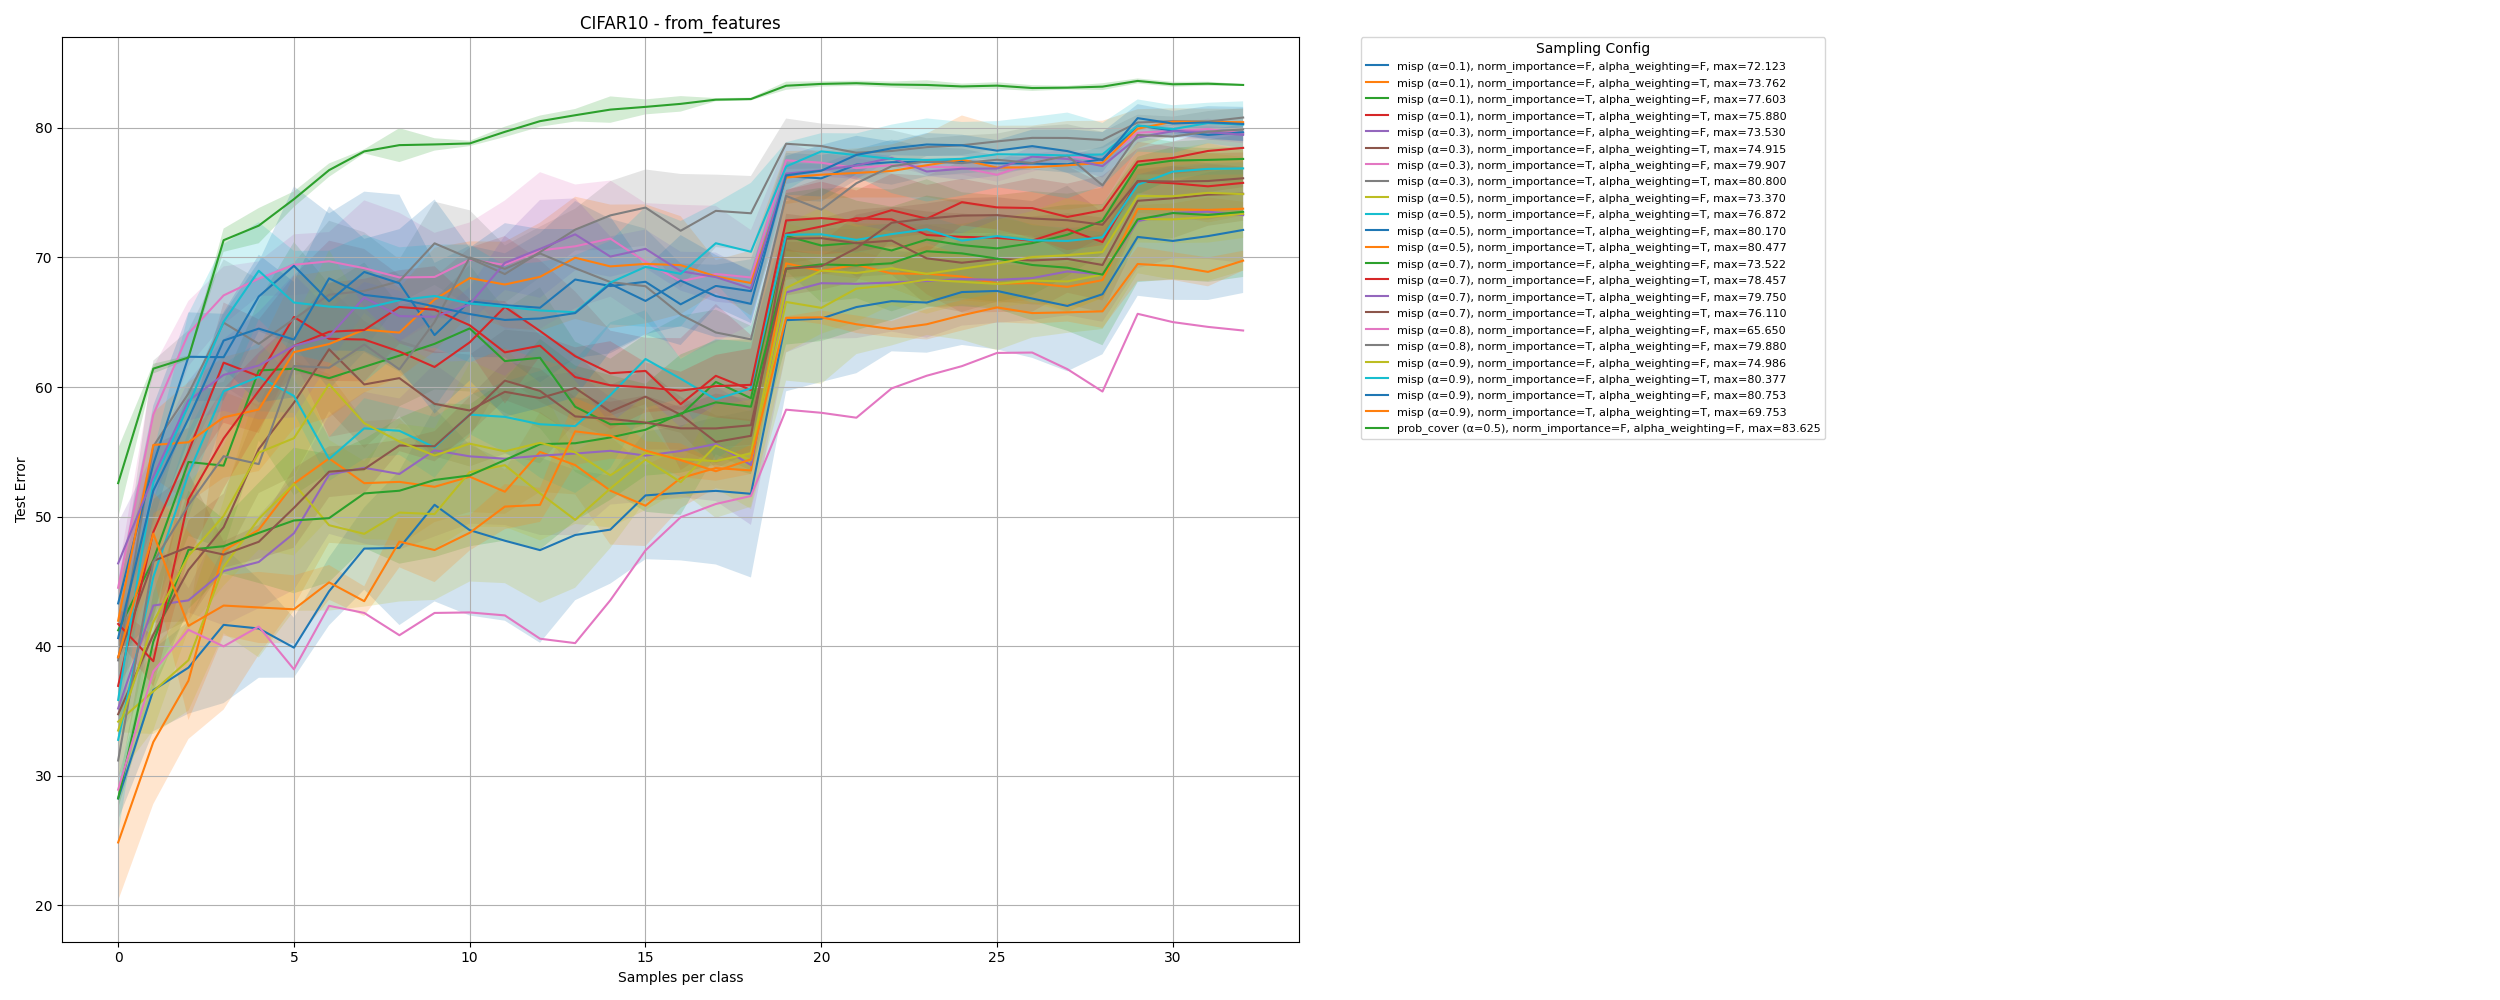 CIFAR10 - from_features
Test Error
80
70
60
50
40
30
20
0 5 10 15 20 25 30
Samples per class
Sampling Config
misp (α=0.1), norm_importance=F, alpha_weighting=F, max=72.123
misp (α=0.1), norm_importance=F, alpha_weighting=T, max=73.762
misp (α=0.1), norm_importance=T, alpha_weighting=F, max=77.603
misp (α=0.1), norm_importance=T, alpha_weighting=T, max=75.880
misp (α=0.3), norm_importance=F, alpha_weighting=F, max=73.530
misp (α=0.3), norm_importance=F, alpha_weighting=T, max=74.915
misp (α=0.3), norm_importance=T, alpha_weighting=F, max=79.907
misp (α=0.3), norm_importance=T, alpha_weighting=T, max=80.800
misp (α=0.5), norm_importance=F, alpha_weighting=F, max=73.370
misp (α=0.5), norm_importance=F, alpha_weighting=T, max=76.872
misp (α=0.5), norm_importance=T, alpha_weighting=F, max=80.170
misp (α=0.5), norm_importance=T, alpha_weighting=T, max=80.477
misp (α=0.7), norm_importance=F, alpha_weighting=F, max=73.522
misp (α=0.7), norm_importance=F, alpha_weighting=T, max=78.457
misp (α=0.7), norm_importance=T, alpha_weighting=F, max=79.750
misp (α=0.7), norm_importance=T, alpha_weighting=T, max=76.110
misp (α=0.8), norm_importance=F, alpha_weighting=F, max=65.650
misp (α=0.8), norm_importance=T, alpha_weighting=F, max=79.880
misp (α=0.9), norm_importance=F, alpha_weighting=F, max=74.986
misp (α=0.9), norm_importance=F, alpha_weighting=T, max=80.377
misp (α=0.9), norm_importance=T, alpha_weighting=F, max=80.753
misp (α=0.9), norm_importance=T, alpha_weighting=T, max=69.753
prob_cover (α=0.5), norm_importance=F, alpha_weighting=F, max=83.625